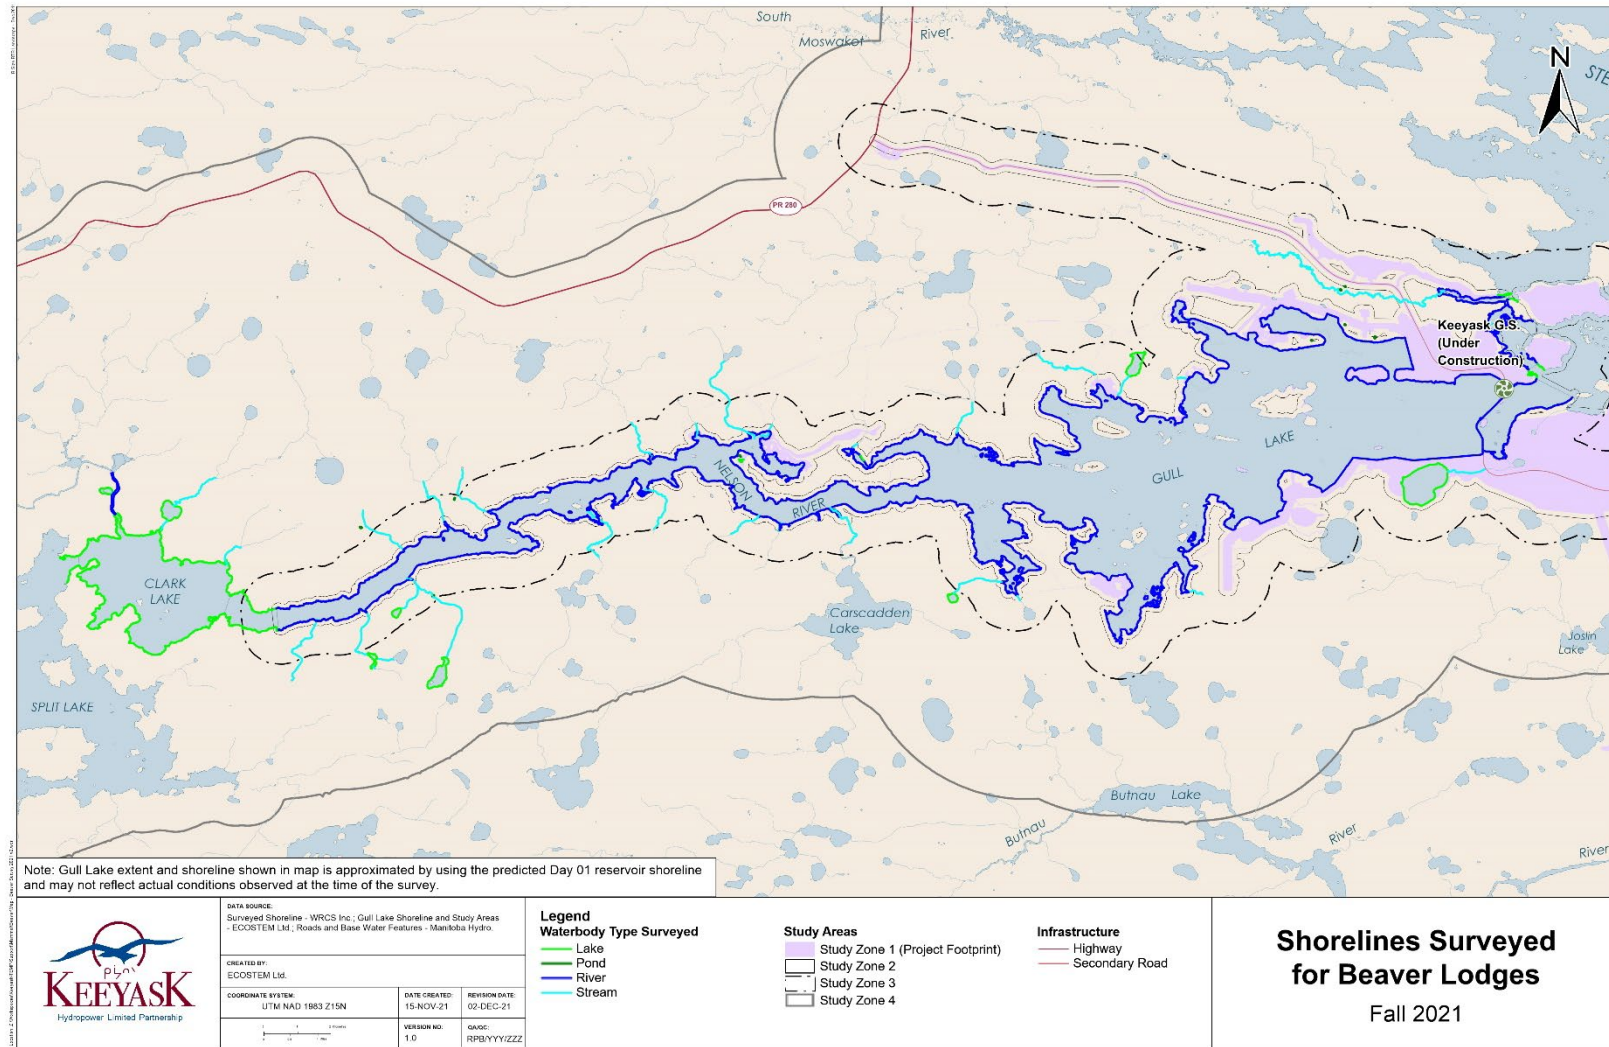 South
Moswakot
River
N
STE
PR 280
Keeyask G.S.
(Under
Construction)
LAKE
GULL
NELSON
RIVER
CLARK
LAKE
Carscadden
Lake
Joslin
Lake
SPLIT LAKE
Butnau Lake
Butnau
River
River
Note: Gull Lake extent and shoreline shown in map is approximated by using the predicted Day 01 reservoir shoreline
and may not reflect actual conditions observed at the time of the survey.
KEEYASK
Hydropower Limited Partnership
DATA SOURCE:
Surveyed Shoreline - WRCS Inc.; Gull Lake Shoreline and Study Areas
- ECOSTEM Ltd.; Roads and Base Water Features - Manitoba Hydro.
CREATED BY:
ECOSTEM Ltd.
COORDINATE SYSTEM:
UTM NAD 1983 Z15N
DATE CREATED:
15-NOV-21
REVISION DATE:
02-DEC-21
VERSION NO:
1.0
QA/QC:
RPB/YYY/ZZZ
Legend
Waterbody Type Surveyed
Lake
Pond
River
Stream
Study Areas
Study Zone 1 (Project Footprint)
Study Zone 2
Study Zone 3
Study Zone 4
Infrastructure
Highway
Secondary Road
Shorelines Surveyed
for Beaver Lodges
Fall 2021